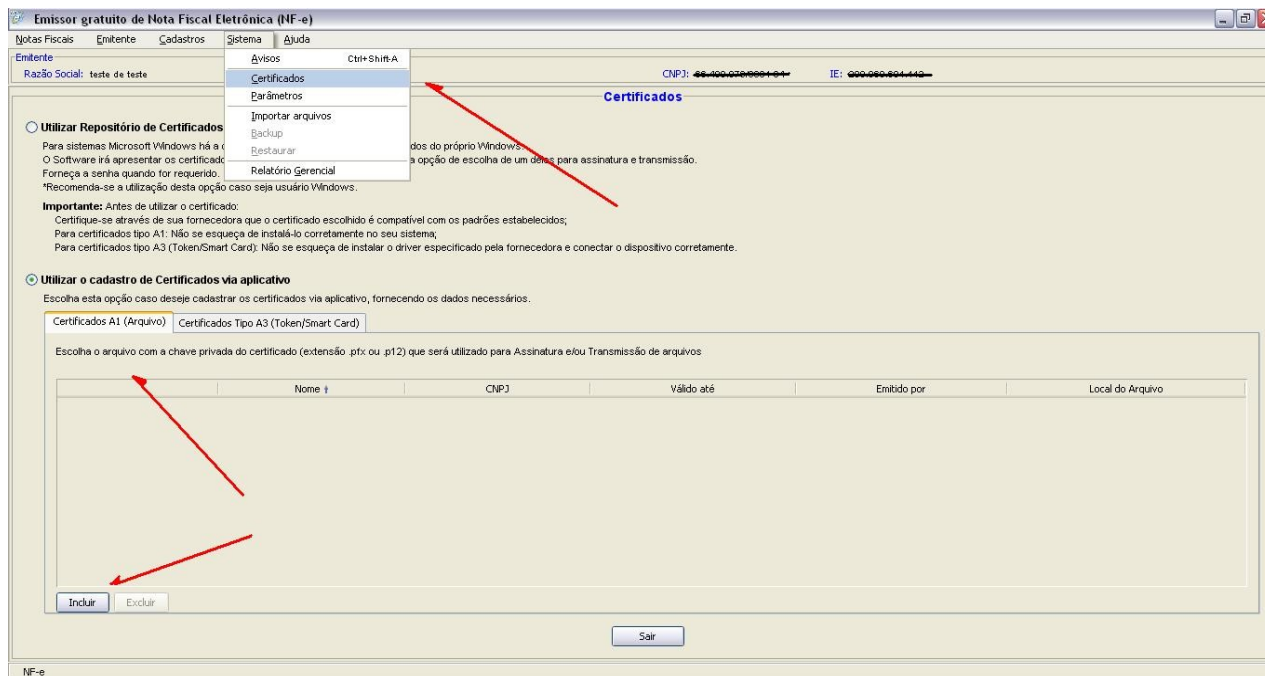 Emissor gratuito de Nota Fiscal Eletrônica (NF-e)
Notas Fiscais Emitente Cadastros Sistema Ajuda
Emitente
Razão Social: teste de teste CNPJ: IE:
Avisos Ctrl+Shift-A
Certificados
Parâmetros
Importar arquivos
Backup
Restaurar
Relatório Gerencial
Certificados
Utilizar Repositório de Certificados
Para sistemas Microsoft Windows há a dos do próprio Windows.
O Software irá apresentar os certificado a opção de escolha de um deles para assinatura e transmissão.
Forneça a senha quando for requerido.
*Recomenda-se a utilização desta opção caso seja usuário Windows.
Importante: Antes de utilizar o certificado:
Certifique-se através de sua fornecedora que o certificado escolhido é compatível com os padrões estabelecidos;
Para certificados tipo A1: Não se esqueça de instalá-lo corretamente no seu sistema;
Para certificados tipo A3 (Token/Smart Card): Não se esqueça de instalar o driver especificado pela fornecedora e conectar o dispositivo corretamente.
Utilizar o cadastro de Certificados via aplicativo
Escolha esta opção caso deseje cadastrar os certificados via aplicativo, fornecendo os dados necessários.
Certificados A1 (Arquivo) Certificados Tipo A3 (Token/Smart Card)
Escolha o arquivo com a chave privada do certificado (extensão .pfx ou .p12) que será utilizado para Assinatura e/ou Transmissão de arquivos
Nome CNPJ Válido até Emitido por Local do Arquivo
Incluir Excluir
Sair
NF-e